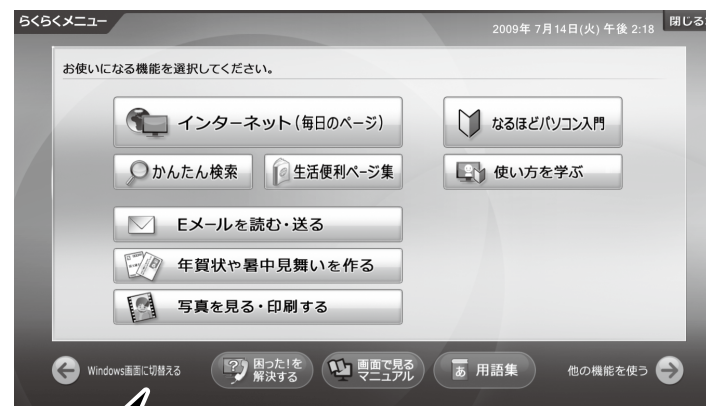 らくらくメニュー
2009年 7月14日(火) 午後 2:18
閉じる
お使いになる機能を選択してください。
インターネット(毎日のページ)
なるほどパソコン入門
かんたん検索
生活便利ページ集
使い方を学ぶ
Eメールを読む・送る
年賀状や暑中見舞いを作る
写真を見る・印刷する
Windows画面に切替える
困った!を
解決する
画面で見る
マニュアル
あ 用語集
他の機能を使う